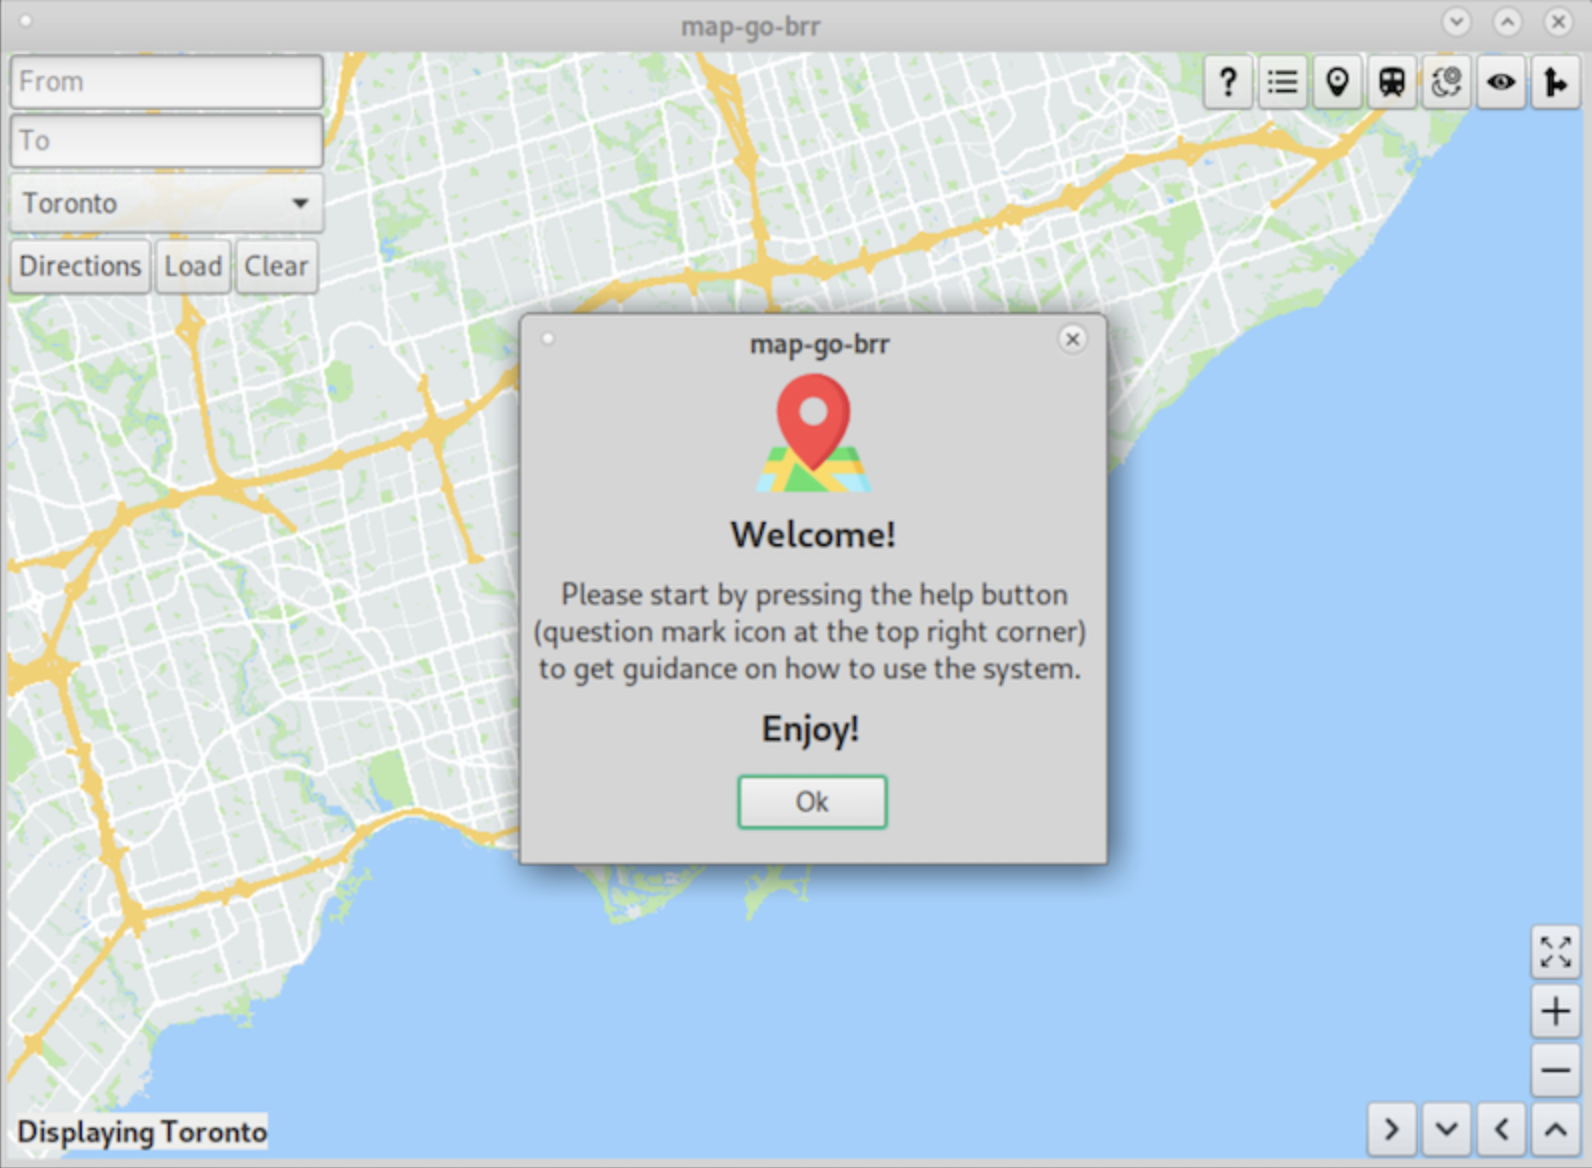 map-go-brr
From
To
Toronto
Directions Load Clear
?
map-go-brr
Welcome!
Please start by pressing the help button
(question mark icon at the top right corner)
to get guidance on how to use the system.
Enjoy!
Ok
Displaying Toronto